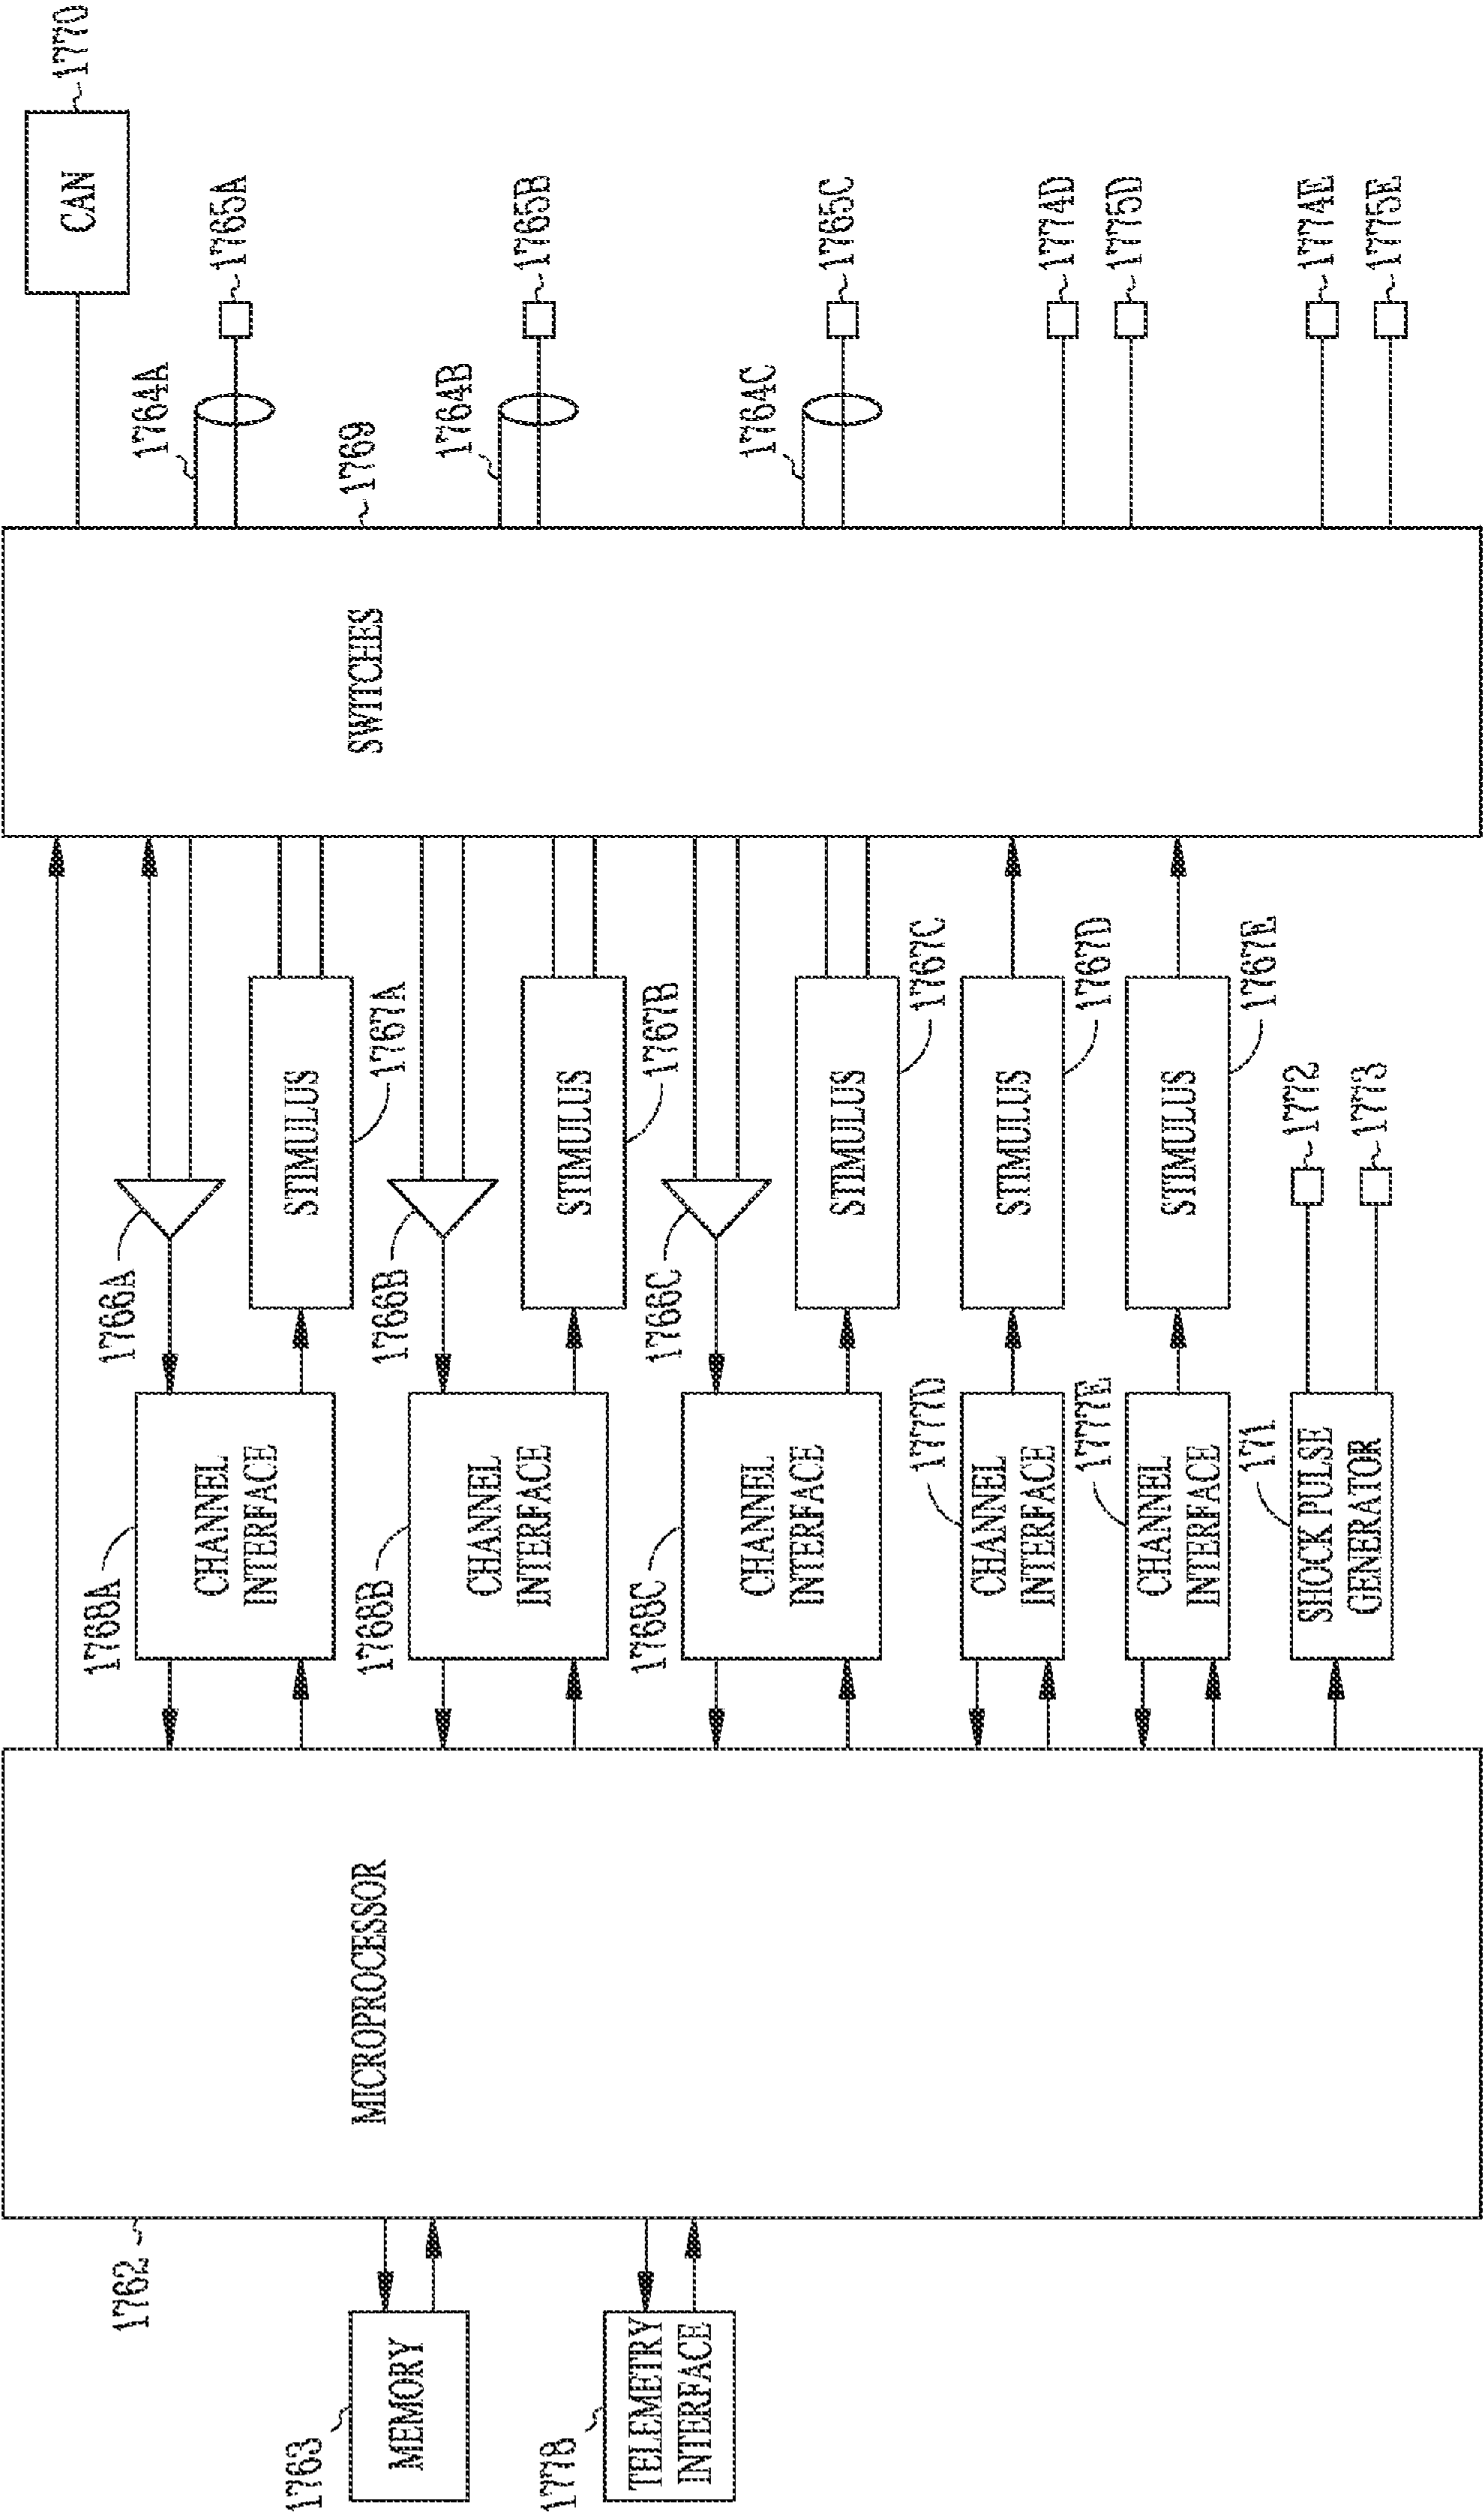 1770
CAN
1765A
1764A
1769
1765B
1764B
1765C
1764C
1774D
1775D
1774E
1775E
SWITCHES
1766A
STIMULUS
1767A
1768A
CHANNEL
INTERFACE
1766B
STIMULUS
1767B
1768B
CHANNEL
INTERFACE
1766C
STIMULUS
1767C
1768C
CHANNEL
INTERFACE
STIMULUS
1767D
1777D
CHANNEL
INTERFACE
STIMULUS
1767E
1777E
CHANNEL
INTERFACE
1772
1773
171
SHOCK PULSE
GENERATOR
MICROPROCESSOR
1762
1763
MEMORY
1778
TELEMETRY
INTERFACE